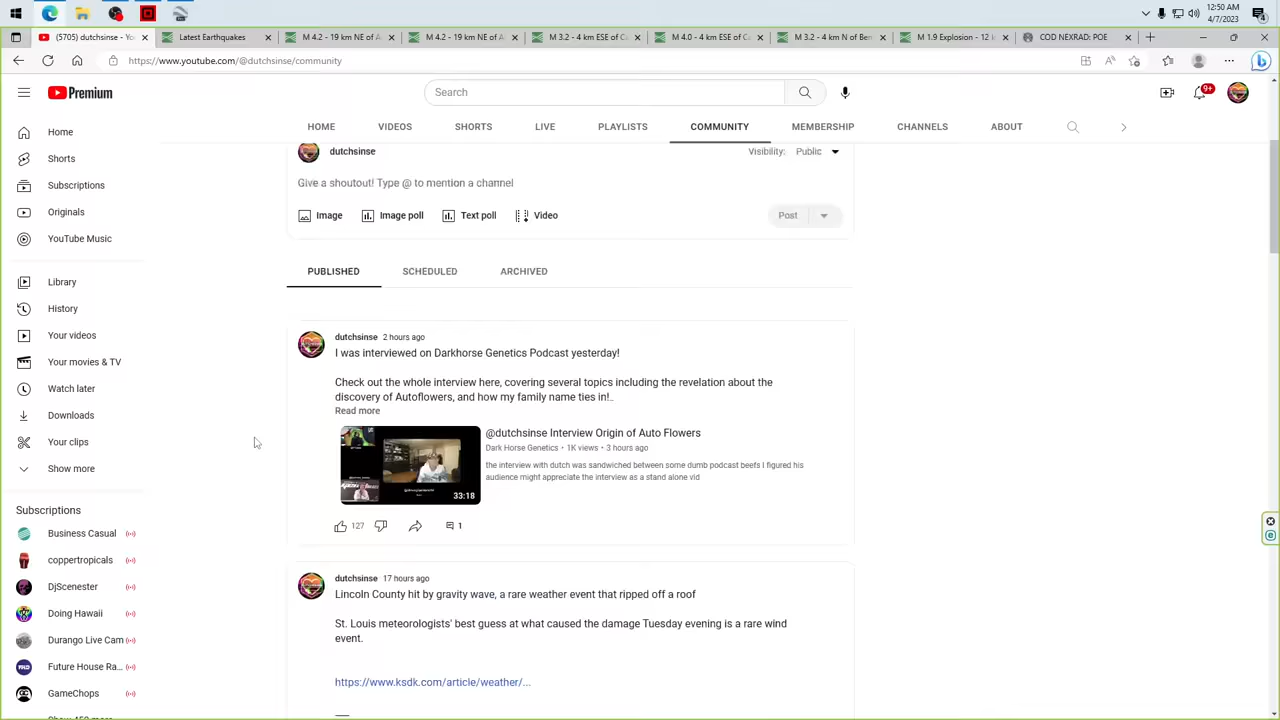 12:50 AM
4/7/2023
4
(5705) dutchsinse - Yo
Latest Earthquakes
M 4.2 - 19 km NE of A
M 4.2 - 19 km NE of A
M 3.2 - 4 km ESE of C
M 4.0 - 4 km ESE of
M 3.2 - 4 km N of Ber
M 1.9 Explosion - 12 k
COD NEXRAD: POE
https://www.youtube.com/@dutchsinse/community
Premium
Search
9+
HOME
VIDEOS
SHORTS
LIVE
PLAYLISTS
COMMUNITY
MEMBERSHIP
CHANNELS
ABOUT
Home
Shorts
Subscriptions
Originals
YouTube Music
Library
History
Your videos
Your movies & TV
Watch later
Downloads
Your clips
Show more
Subscriptions
Business Casual
coppertropicals
DjScenester
Doing Hawaii
Durango Live Cam
Future House Ra...
GameChops
dutchsinse
Visibility: Public
Give a shoutout! Type @ to mention a channel
Image
Image poll
Text poll
Video
Post
PUBLISHED
SCHEDULED
ARCHIVED
dutchsinse 2 hours ago
I was interviewed on Darkhorse Genetics Podcast yesterday!
Check out the whole interview here, covering several topics including the revelation about the
discovery of Autoflowers, and how my family name ties in!..
Read more
33:18
@dutchsinse Interview Origin of Auto Flowers
Dark Horse Genetics • 1K views • 3 hours ago
the interview with dutch was sandwiched between some dumb podcast beefs I figured his
audience might appreciate the interview as a stand alone vid
127
1
dutchsinse 17 hours ago
Lincoln County hit by gravity wave, a rare weather event that ripped off a roof
St. Louis meteorologists' best guess at what caused the damage Tuesday evening is a rare wind
event.
https://www.ksdk.com/article/weather/...